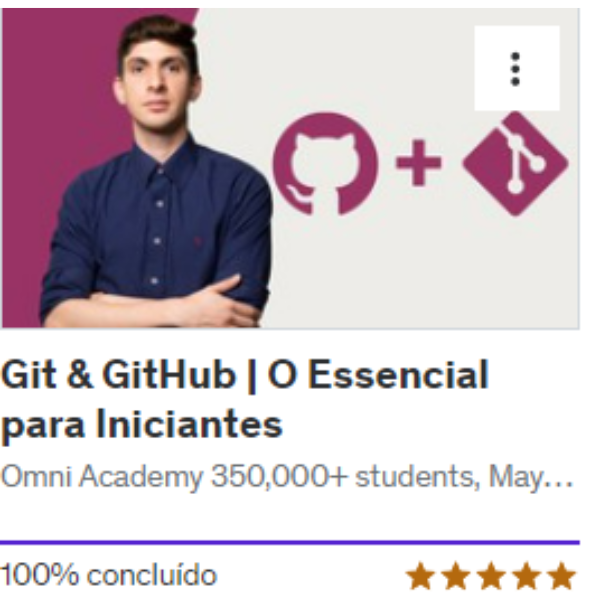 Git & GitHub | O Essencial
para Iniciantes
Omni Academy 350,000+ students, May...
100% concluído